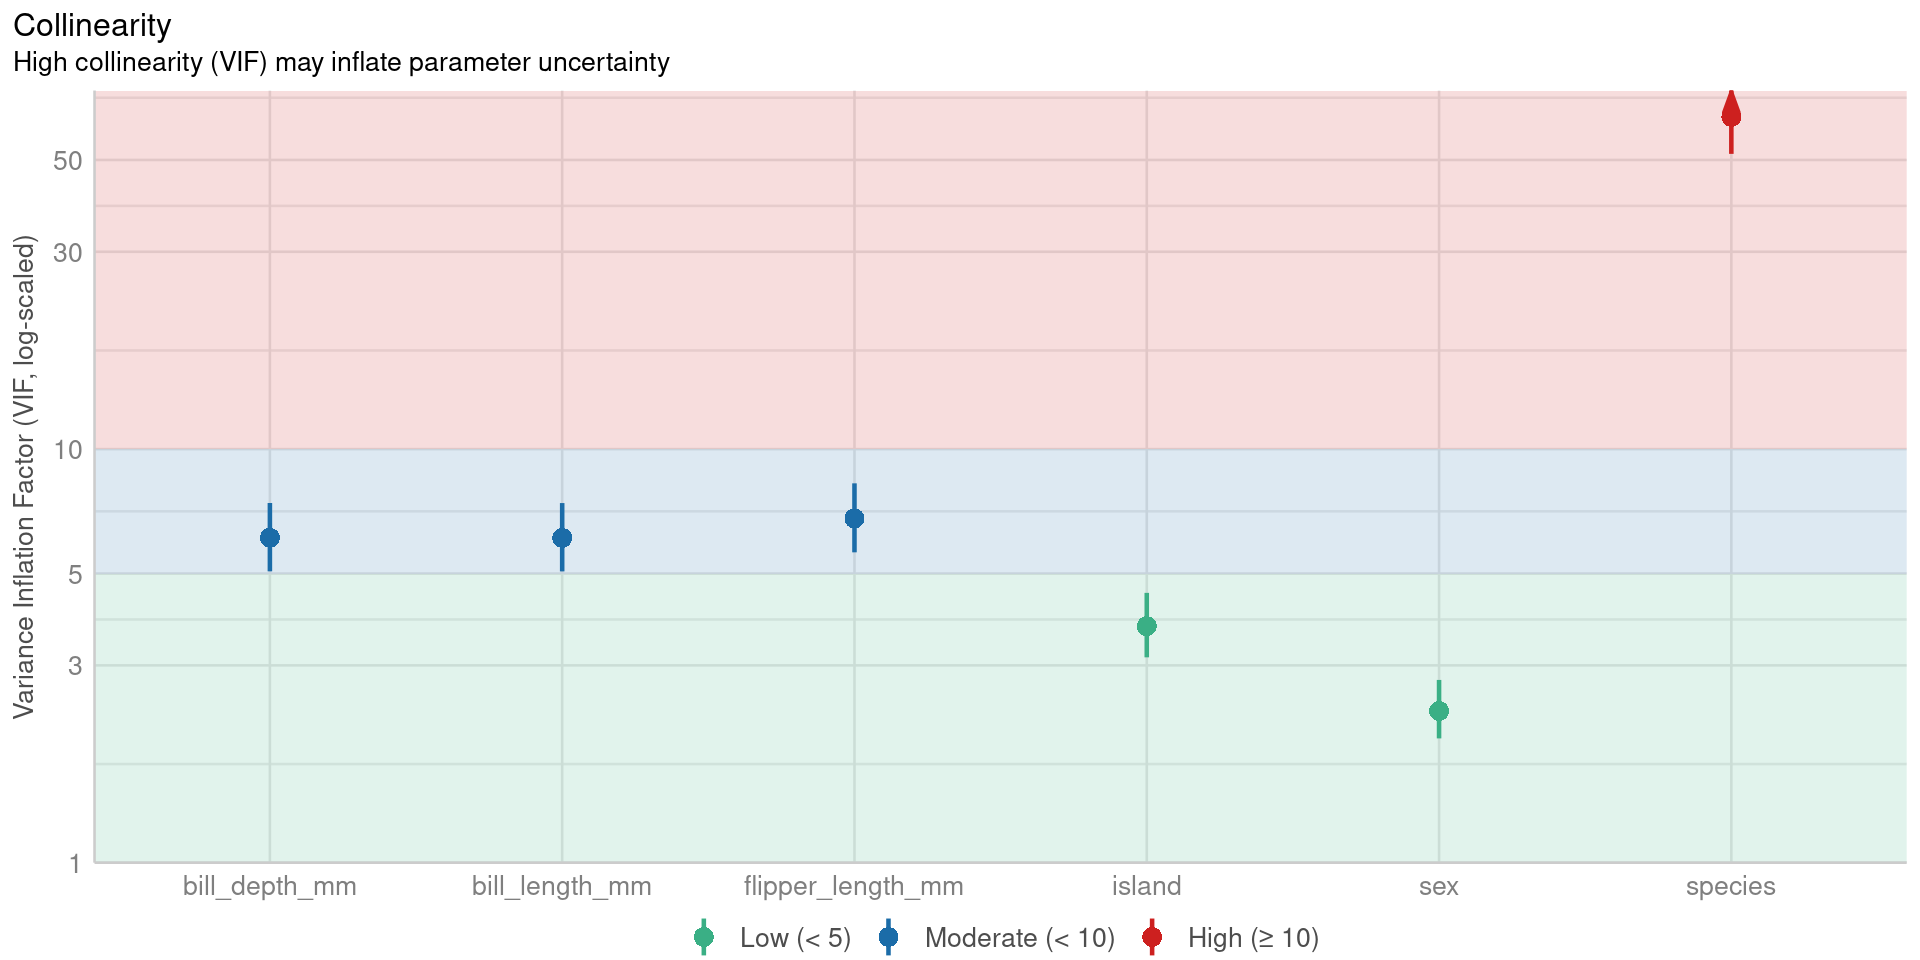 Collinearity
High collinearity (VIF) may inflate parameter uncertainty
Variance Inflation Factor (VIF, log-scaled)
50
30
10
5
3
1
bill_depth_mm bill_length_mm flipper_length_mm island sex species
Low (< 5) Moderate (< 10) High (≥ 10)